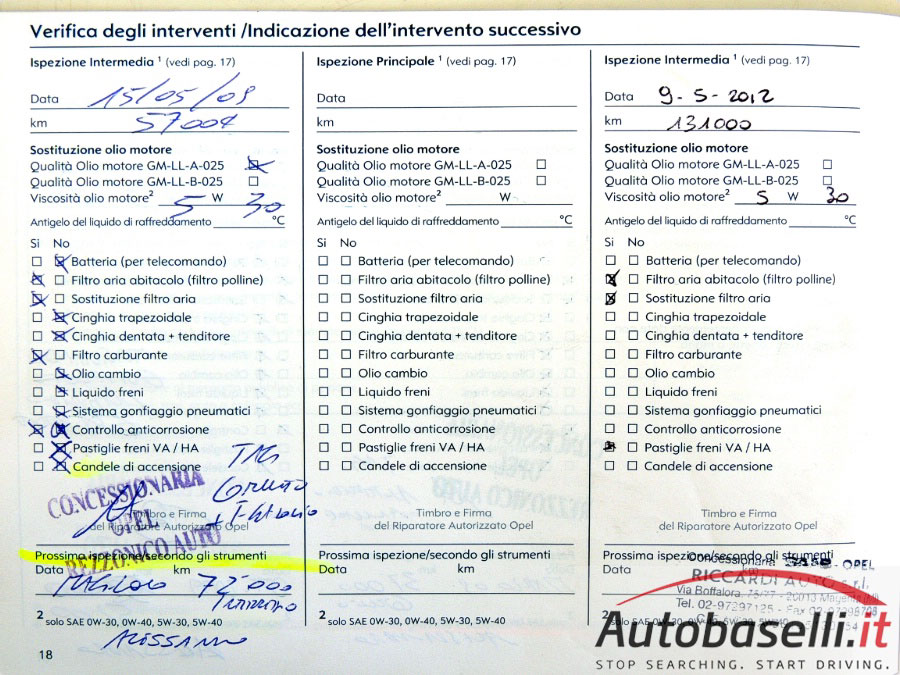 Verifica degli interventi /Indicazione dell'intervento successivo
Ispezione Intermedia ¹ (vedi pag. 17)
Data 15/05/09
km 57004
Sostituzione olio motore
Qualità Olio motore GM-LL-A-025
Qualità Olio motore GM-LL-B-025
Viscosità olio motore² 5 W 30
Antigelo del liquido di raffreddamento °C
Si No
Batteria (per telecomando)
Filtro aria abitacolo (filtro polline)
Sostituzione filtro aria
Cinghia trapezoidale
Cinghia dentata + tenditore
Filtro carburante
Olio cambio
Liquido freni
Sistema gonfiaggio pneumatici
Controllo anticorrosione
Pastiglie freni VA / HA
Candele di accensione
CONCESSIONARIA
OPEL
REZZONICO AUTO
Timbro e Firma
del Riparatore Autorizzato Opel
Prossima ispezione/secondo gli strumenti
Data km
² solo SAE 0W-30, 0W-40, 5W-30, 5W-40
18
Ispezione Principale ¹ (vedi pag. 17)
Data
km
Sostituzione olio motore
Qualità Olio motore GM-LL-A-025
Qualità Olio motore GM-LL-B-025
Viscosità olio motore² W
Antigelo del liquido di raffreddamento °C
Si No
Batteria (per telecomando)
Filtro aria abitacolo (filtro polline)
Sostituzione filtro aria
Cinghia trapezoidale
Cinghia dentata + tenditore
Filtro carburante
Olio cambio
Liquido freni
Sistema gonfiaggio pneumatici
Controllo anticorrosione
Pastiglie freni VA / HA
Candele di accensione
Timbro e Firma
del Riparatore Autorizzato Opel
Prossima ispezione/secondo gli strumenti
Data km
² solo SAE 0W-30, 0W-40, 5W-30, 5W-40
Ispezione Intermedia ¹ (vedi pag. 17)
Data 9-5-2012
km 131000
Sostituzione olio motore
Qualità Olio motore GM-LL-A-025
Qualità Olio motore GM-LL-B-025
Viscosità olio motore² 5 W 30
Antigelo del liquido di raffreddamento °C
Si No
Batteria (per telecomando)
Filtro aria abitacolo (filtro polline)
Sostituzione filtro aria
Cinghia trapezoidale
Cinghia dentata + tenditore
Filtro carburante
Olio cambio
Liquido freni
Sistema gonfiaggio pneumatici
Controllo anticorrosione
Pastiglie freni VA / HA
Candele di accensione
Timbro e Firma
del Riparatore Autorizzato Opel
Prossima ispezione/secondo gli strumenti
Data
Concessionaria OPEL
RICCARDI AUTO s.r.l.
Via Boffalora, 75/77 - 20013 Magenta
Tel. 02-97297125 - Fax
Autobaselli.it
STOP SEARCHING. START DRIVING.